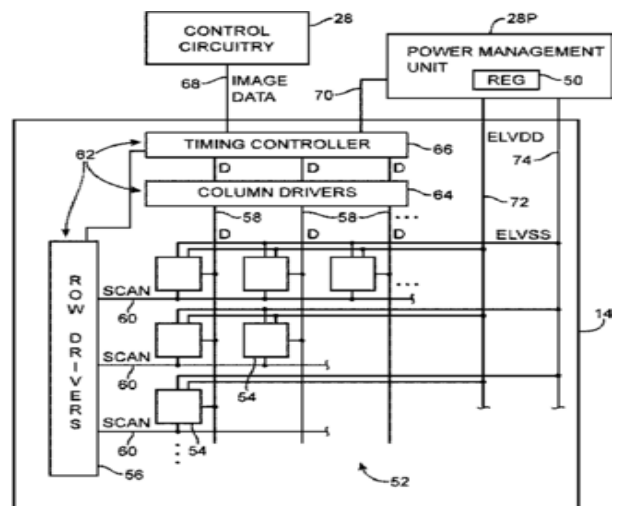 CONTROL CIRCUITRY
28
28P
POWER MANAGEMENT UNIT
REG
50
68
IMAGE DATA
70
TIMING CONTROLLER
66
ELVDD
74
62
D D D
COLUMN DRIVERS
64
72
58 58
D D D
ELVSS
ROW DRIVERS
SCAN
60
14
SCAN
60
54
SCAN
60
54
56
52